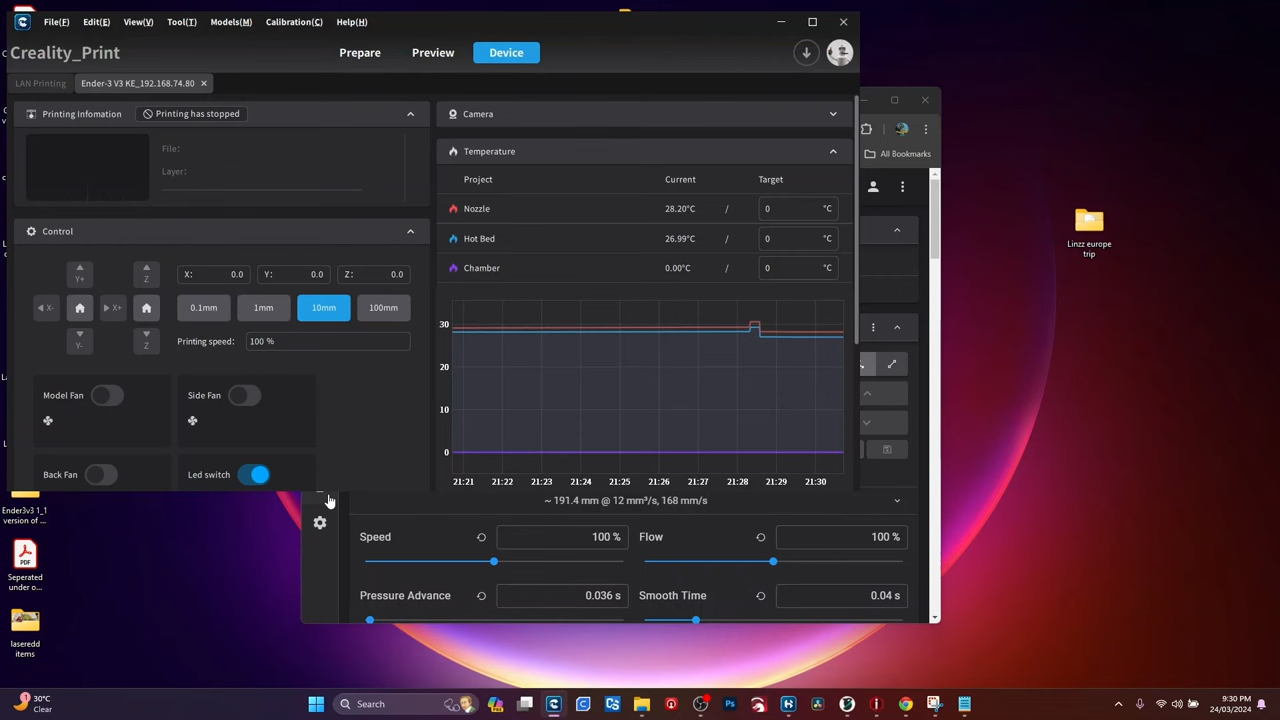 File(F) Edit(E) View(V) Tool(T) Models(M) Calibration(C) Help(H)
Creality_Print Prepare Preview Device
LAN Printing Ender-3 V3 KE_192.168.74.80
Printing Infomation Printing has stopped
File:
Layer:
Control
Y+
Z
X: 0.0 Y: 0.0 Z: 0.0
X- X+ 0.1mm 1mm 10mm 100mm
Y-
Z
Printing speed: 100 %
Model Fan Side Fan
Back Fan Led switch
Camera
Temperature
Project Current Target
Nozzle 28.20°C / 0 °C
Hot Bed 26.99°C / 0 °C
Chamber 0.00°C / 0 °C
30
20
10
0
21:21 21:22 21:23 21:24 21:25 21:26 21:27 21:28 21:29 21:30
All Bookmarks
~ 191.4 mm @ 12 mm³/s, 168 mm/s
Speed 100 % Flow 100 %
Pressure Advance 0.036 s Smooth Time 0.04 s
Linzz europe
trip
Ender3v3 1_1
version of ...
PDF
Seperated
under o...
laseredd
items
1
30°C
Clear
Search
PRE
Ps
9:30 PM
24/03/2024